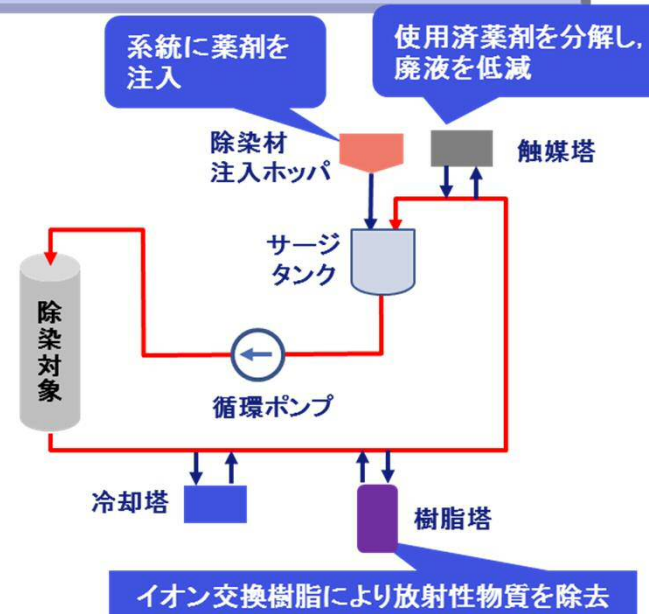 系統に薬剤を
注入
使用済薬剤を分解し,
廃液を低減
除染材
注入ホッパ
触媒塔
サージ
タンク
除染対象
循環ポンプ
冷却塔
樹脂塔
イオン交換樹脂により放射性物質を除去